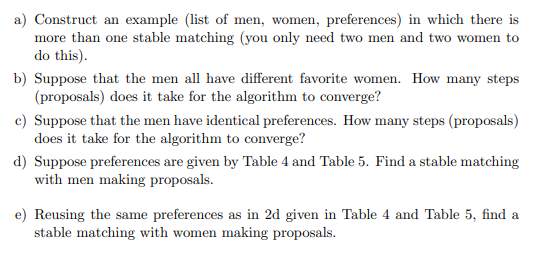 a) Construct an example (list of men, women, preferences) in which there is
more than one stable matching (you only need two men and two women to
do this).
b) Suppose that the men all have different favorite women. How many steps
(proposals) does it take for the algorithm to converge?
c) Suppose that the men have identical preferences. How many steps (proposals)
does it take for the algorithm to converge?
d) Suppose preferences are given by Table 4 and Table 5. Find a stable matching
with men making proposals.
e) Reusing the same preferences as in 2d given in Table 4 and Table 5, find a
stable matching with women making proposals.